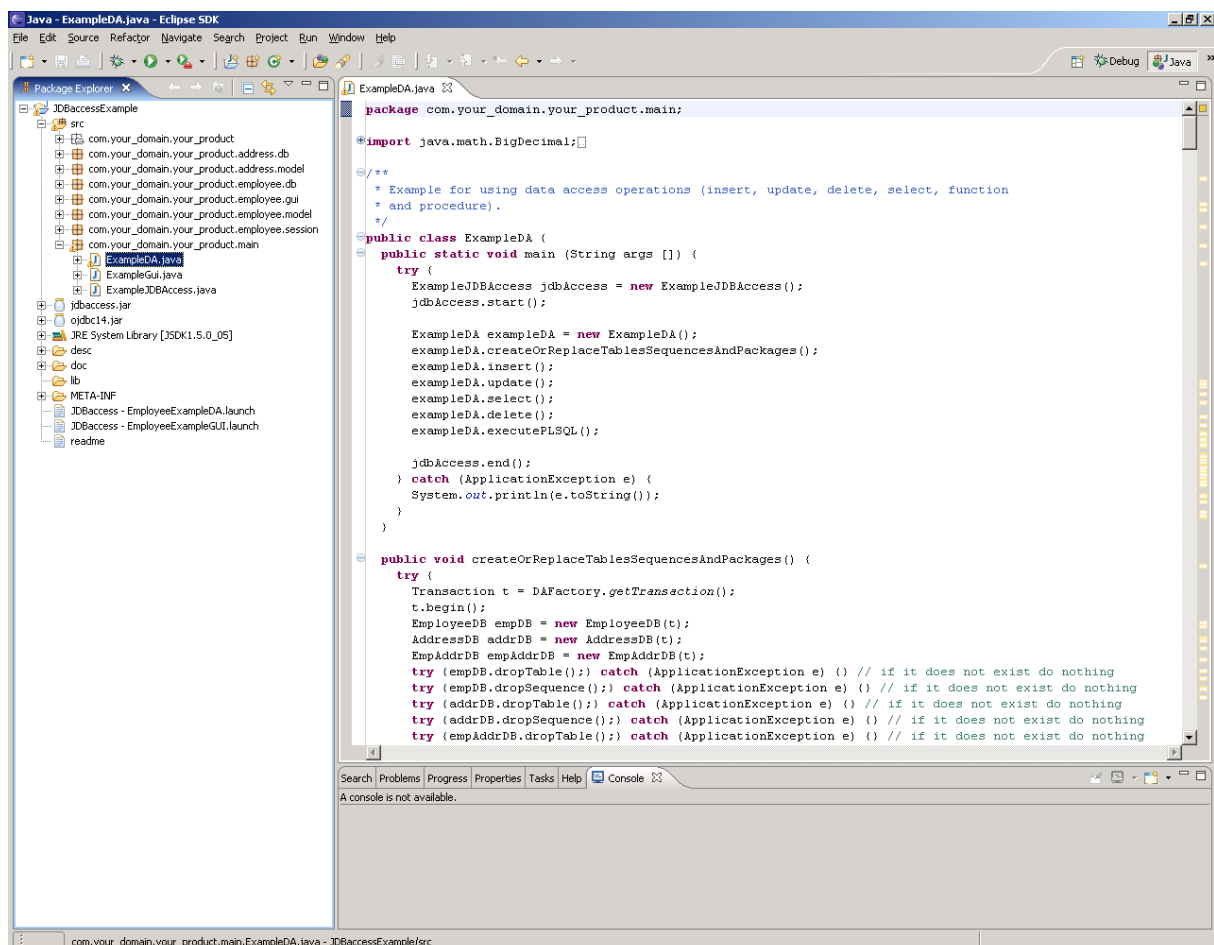 Java - ExampleDA.java - Eclipse SDK
File Edit Source Refactor Navigate Search Project Run Window Help
Debug Java »
Package Explorer
JDBaccessExample
src
com.your_domain.your_product
com.your_domain.your_product.address.db
com.your_domain.your_product.address.model
com.your_domain.your_product.employee.db
com.your_domain.your_product.employee.gui
com.your_domain.your_product.employee.model
com.your_domain.your_product.employee.session
com.your_domain.your_product.main
ExampleDA.java
ExampleGui.java
ExampleJDBAccess.java
jdbaccess.jar
ojdbc14.jar
JRE System Library [JSDK1.5.0_05]
desc
doc
lib
META-INF
JDBaccess - EmployeeExampleDA.launch
JDBaccess - EmployeeExampleGUI.launch
readme
ExampleDA.java
package com.your_domain.your_product.main;
import java.math.BigDecimal;
/**
* Example for using data access operations (insert, update, delete, select, function
* and procedure).
*/
public class ExampleDA {
public static void main (String args []) {
try {
ExampleJDBAccess jdbAccess = new ExampleJDBAccess();
jdbAccess.start();
ExampleDA exampleDA = new ExampleDA();
exampleDA.createOrReplaceTablesSequencesAndPackages();
exampleDA.insert();
exampleDA.update();
exampleDA.select();
exampleDA.delete();
exampleDA.executePLSQL();
jdbAccess.end();
} catch (ApplicationException e) {
System.out.println(e.toString());
}
}
public void createOrReplaceTablesSequencesAndPackages() {
try {
Transaction t = DAFactory.getTransaction();
t.begin();
EmployeeDB empDB = new EmployeeDB(t);
AddressDB addrDB = new AddressDB(t);
EmpAddrDB empAddrDB = new EmpAddrDB(t);
try {empDB.dropTable();} catch (ApplicationException e) {} // if it does not exist do nothing
try {empDB.dropSequence();} catch (ApplicationException e) {} // if it does not exist do nothing
try {addrDB.dropTable();} catch (ApplicationException e) {} // if it does not exist do nothing
try {addrDB.dropSequence();} catch (ApplicationException e) {} // if it does not exist do nothing
try {empAddrDB.dropTable();} catch (ApplicationException e) {} // if it does not exist do nothing
Search Problems Progress Properties Tasks Help Console
A console is not available.
com.your_domain.your_product.main.ExampleDA.java - JDBaccessExample/src